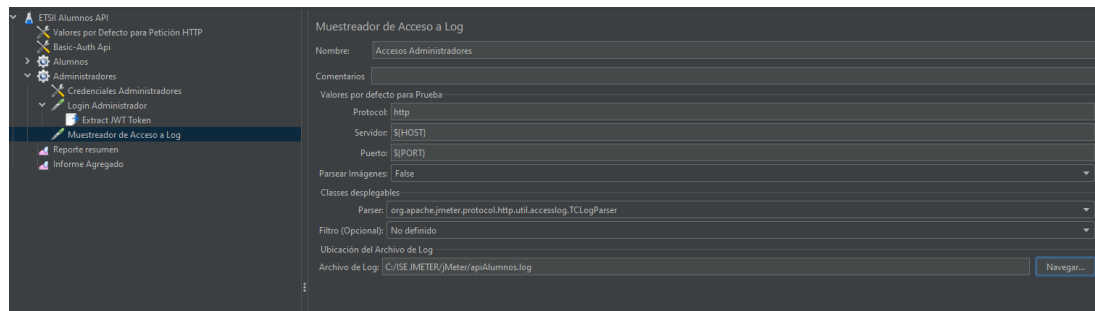 ETSII Alumnos API
Valores por Defecto para Petición HTTP
Basic-Auth Api
Alumnos
Administradores
Credenciales Administradores
Login Administrador
Extract JWT Token
Muestreador de Acceso a Log
Reporte resumen
Informe Agregado
Muestreador de Acceso a Log
Nombre: Accesos Administradores
Comentarios
Valores por defecto para Prueba
Protocol: http
Servidor: ${HOST}
Puerto: ${PORT}
Parsear Imágenes: False
Classes desplegables
Parser: org.apache.jmeter.protocol.http.util.accesslog.TCLogParser
Filtro (Opcional): No definido
Ubicación del Archivo de Log
Archivo de Log: C:/ISE JMETER/jMeter/apiAlumnos.log Navegar...